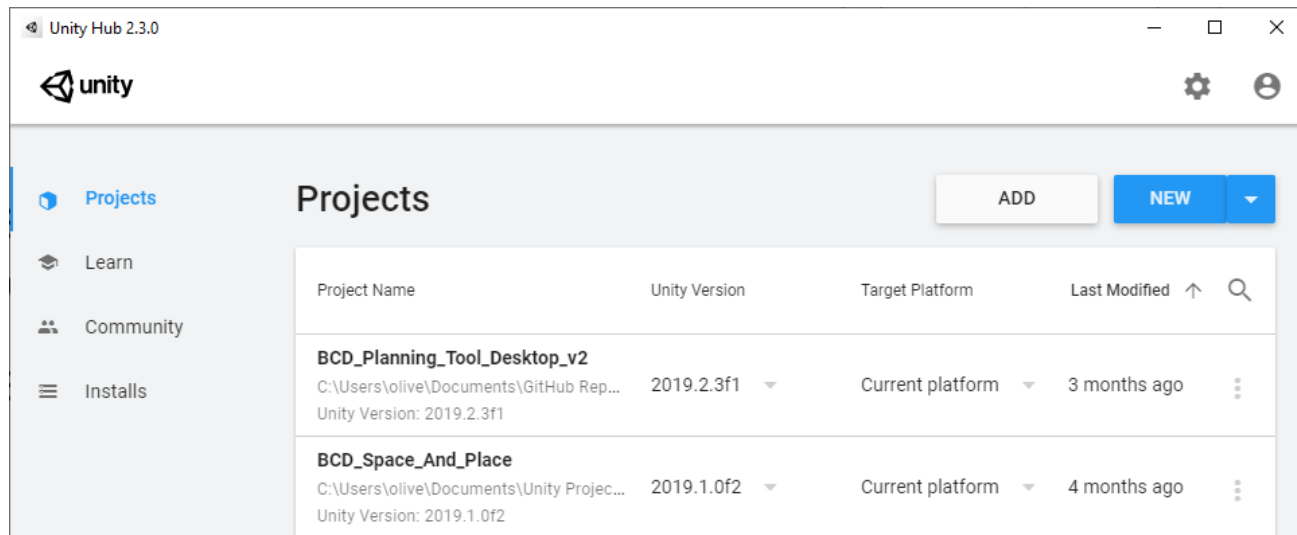 Unity Hub 2.3.0
unity
Projects
Learn
Community
Installs
Projects
ADD
NEW
Project Name Unity Version Target Platform Last Modified
BCD_Planning_Tool_Desktop_v2
C:\Users\olive\Documents\GitHub Rep... 2019.2.3f1 Current platform 3 months ago
Unity Version: 2019.2.3f1
BCD_Space_And_Place
C:\Users\olive\Documents\Unity Projec... 2019.1.0f2 Current platform 4 months ago
Unity Version: 2019.1.0f2